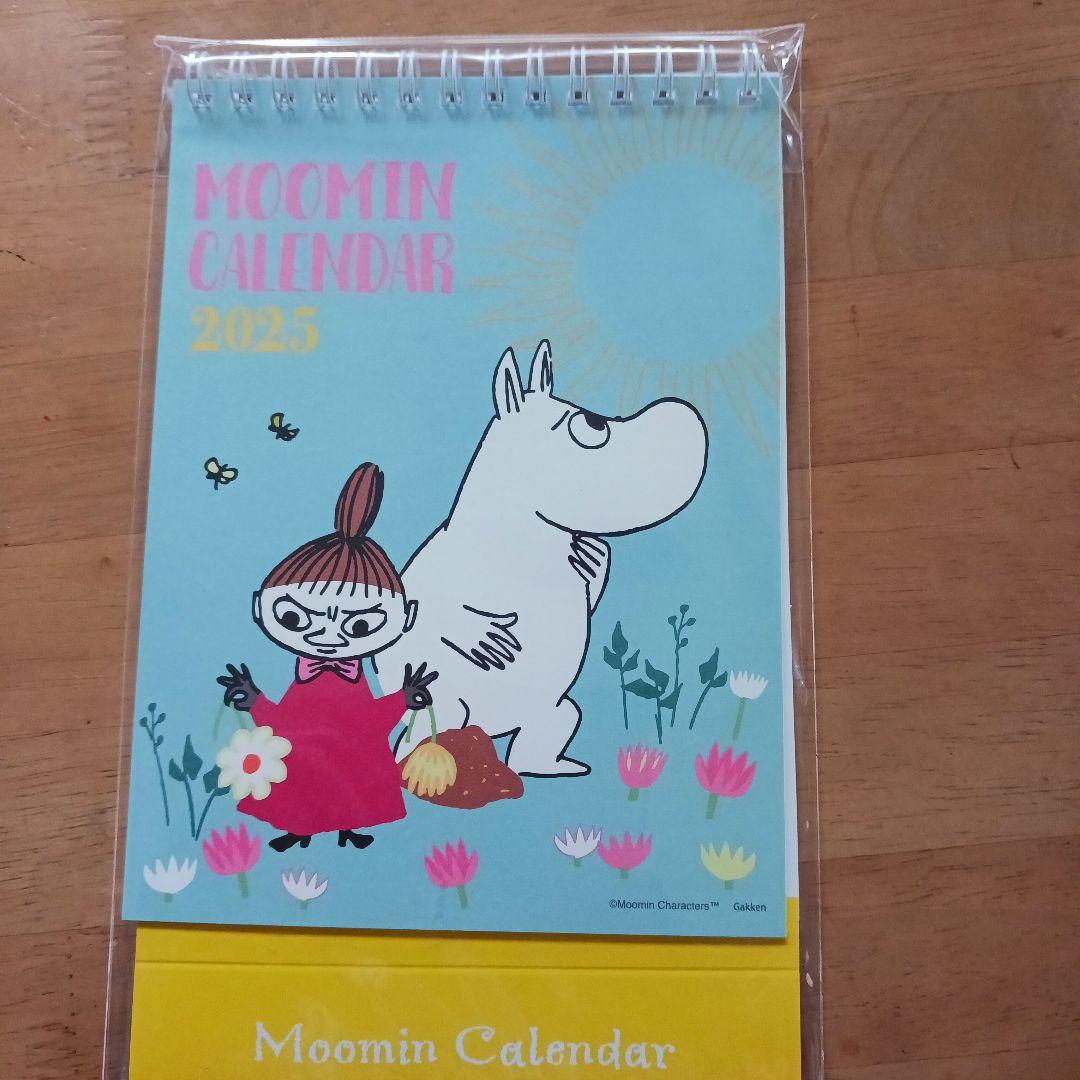 MOOMIN
CALENDAR
2025
©Moomin Characters™ Gakken
Moomin Calendar